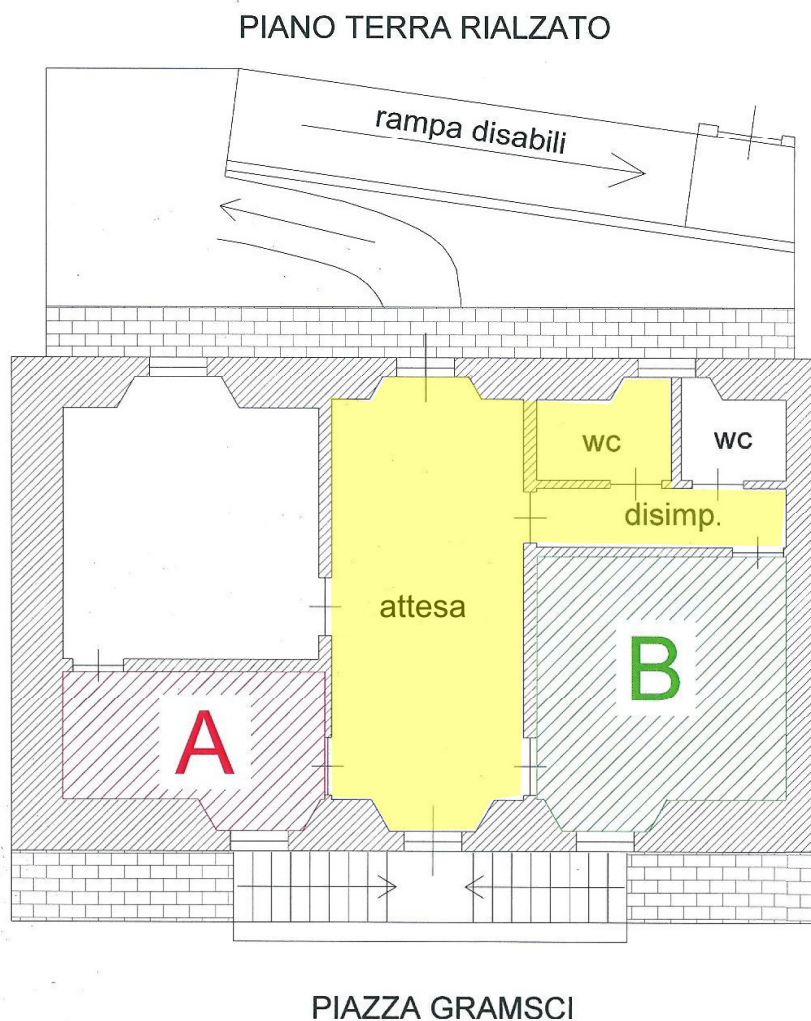 PIANO TERRA RIALZATO
rampa disabili
wc
wc
disimp.
attesa
B
A
PIAZZA GRAMSCI